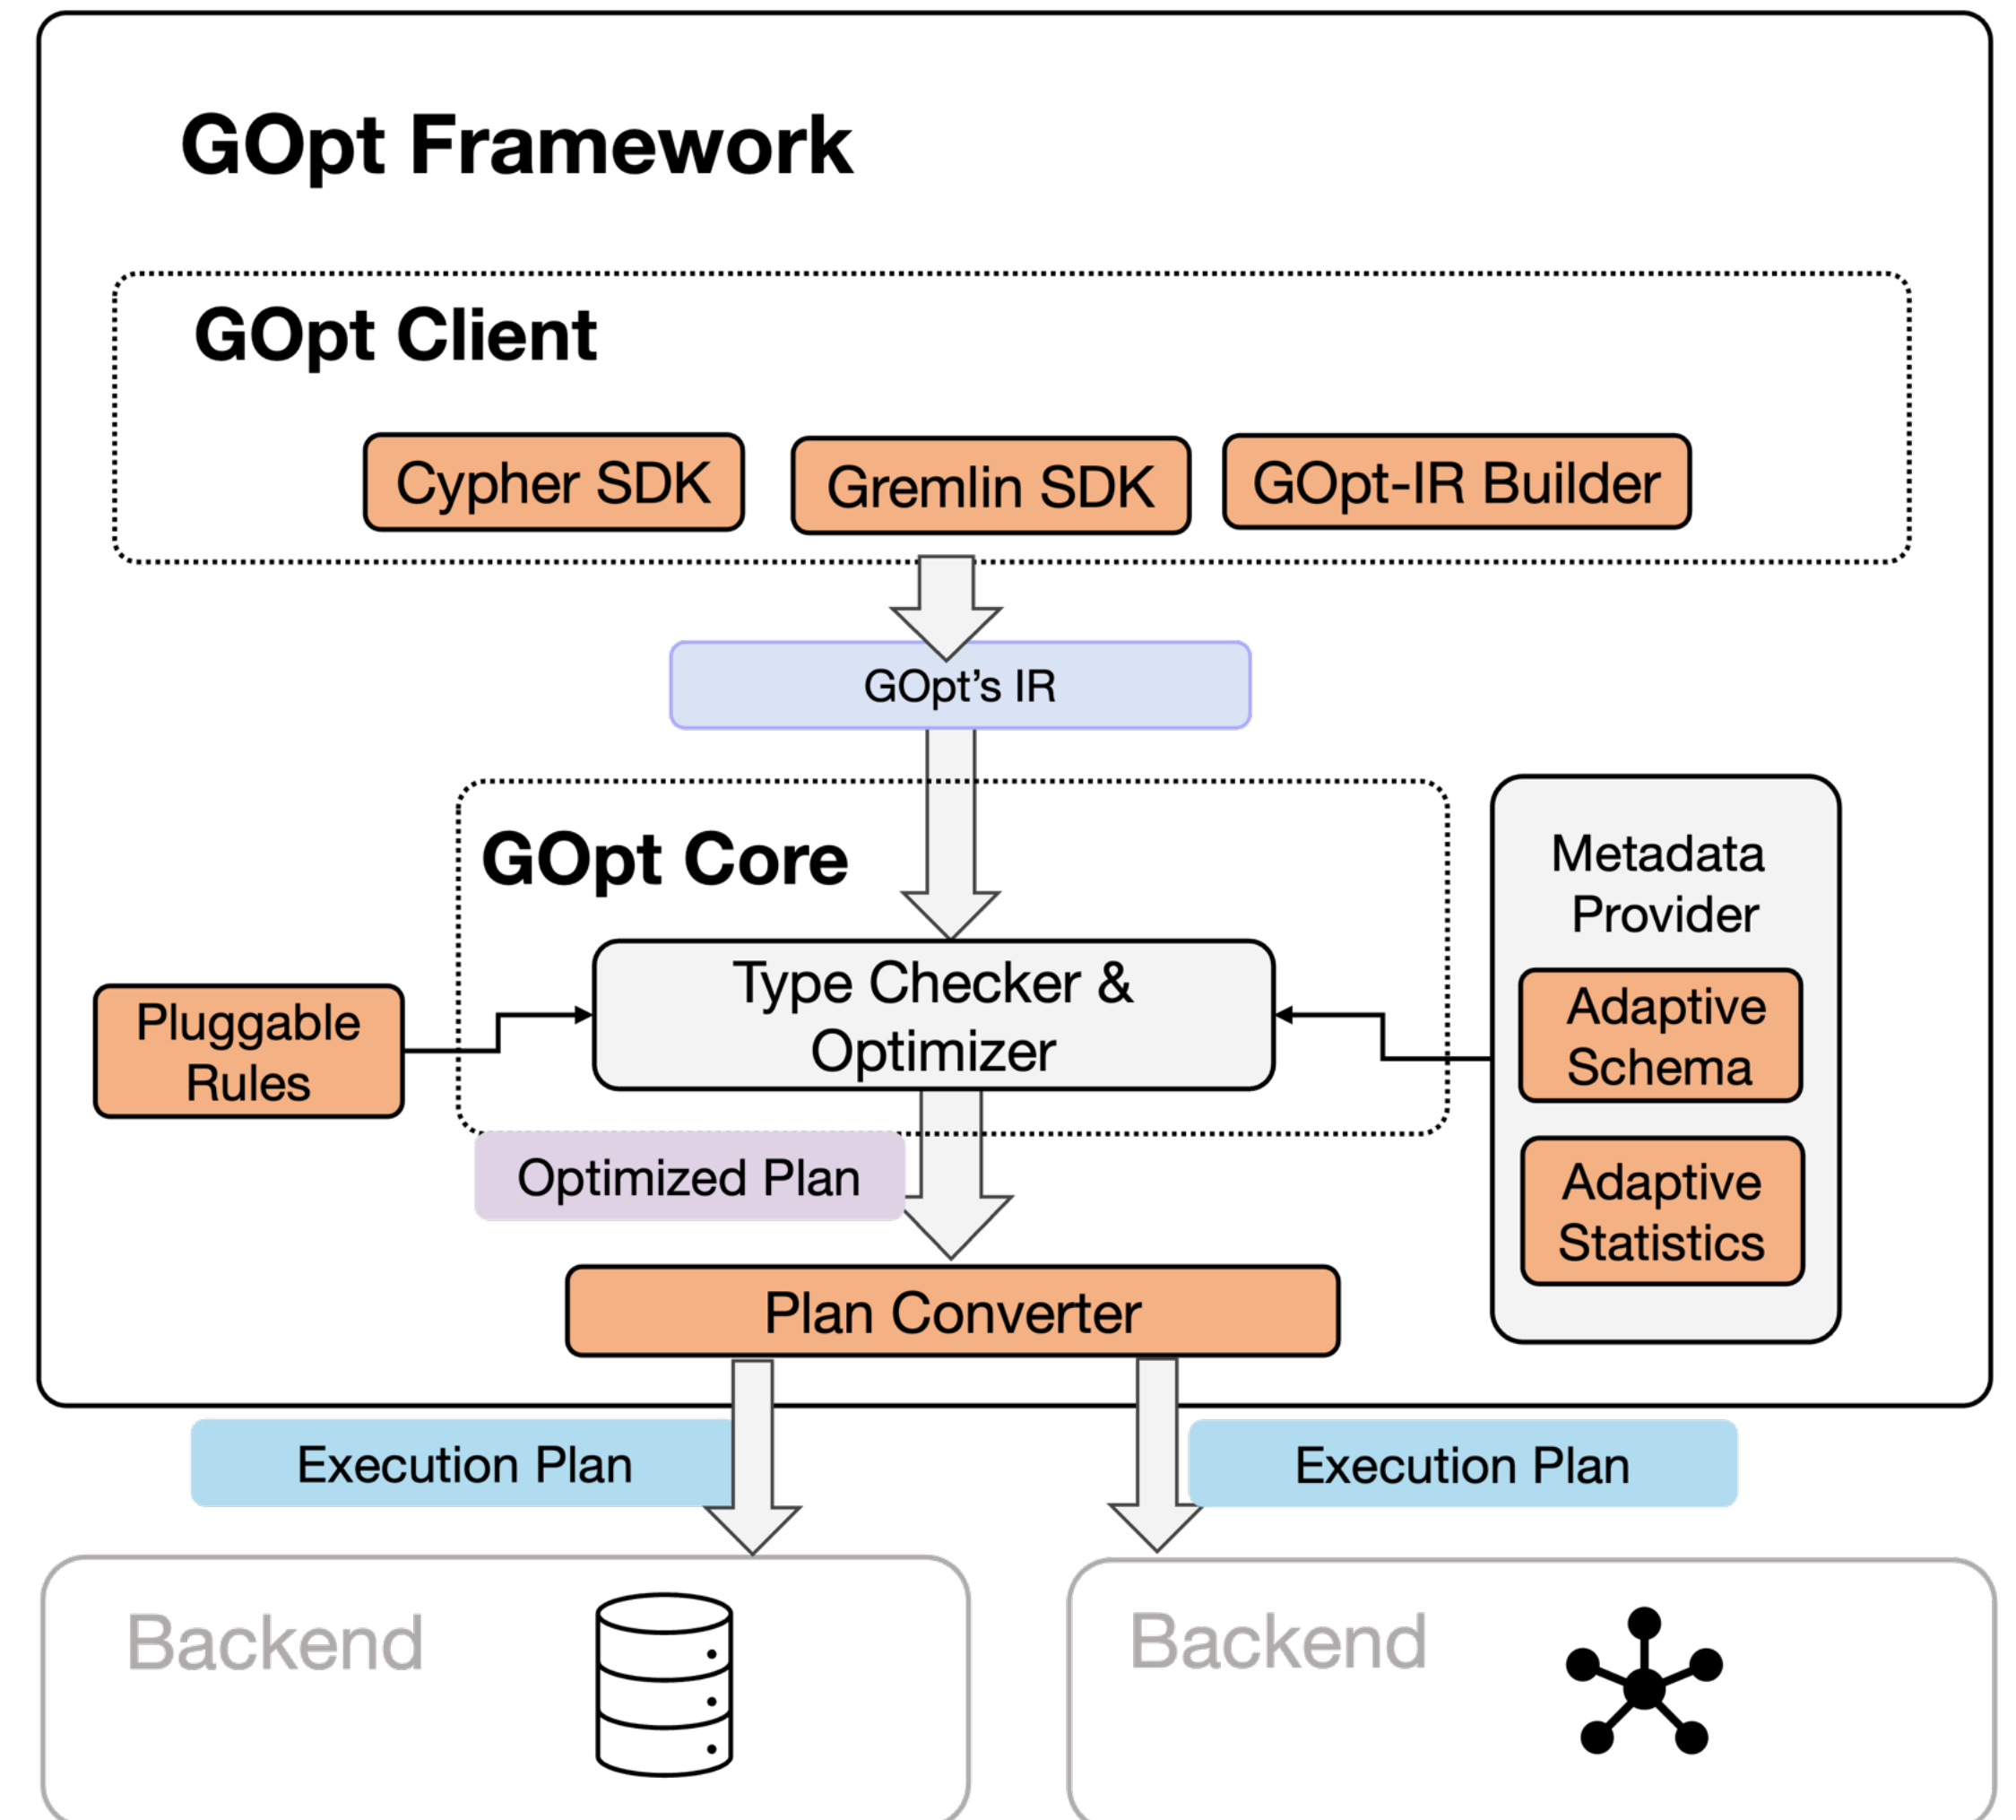 GOpt Framework
GOpt Client
Cypher SDK
Gremlin SDK
GOpt-IR Builder
GOpt's IR
GOpt Core
Metadata
Provider
Type Checker &
Optimizer
Pluggable
Rules
Adaptive
Schema
Optimized Plan
Adaptive
Statistics
Plan Converter
Execution Plan
Execution Plan
Backend
Backend